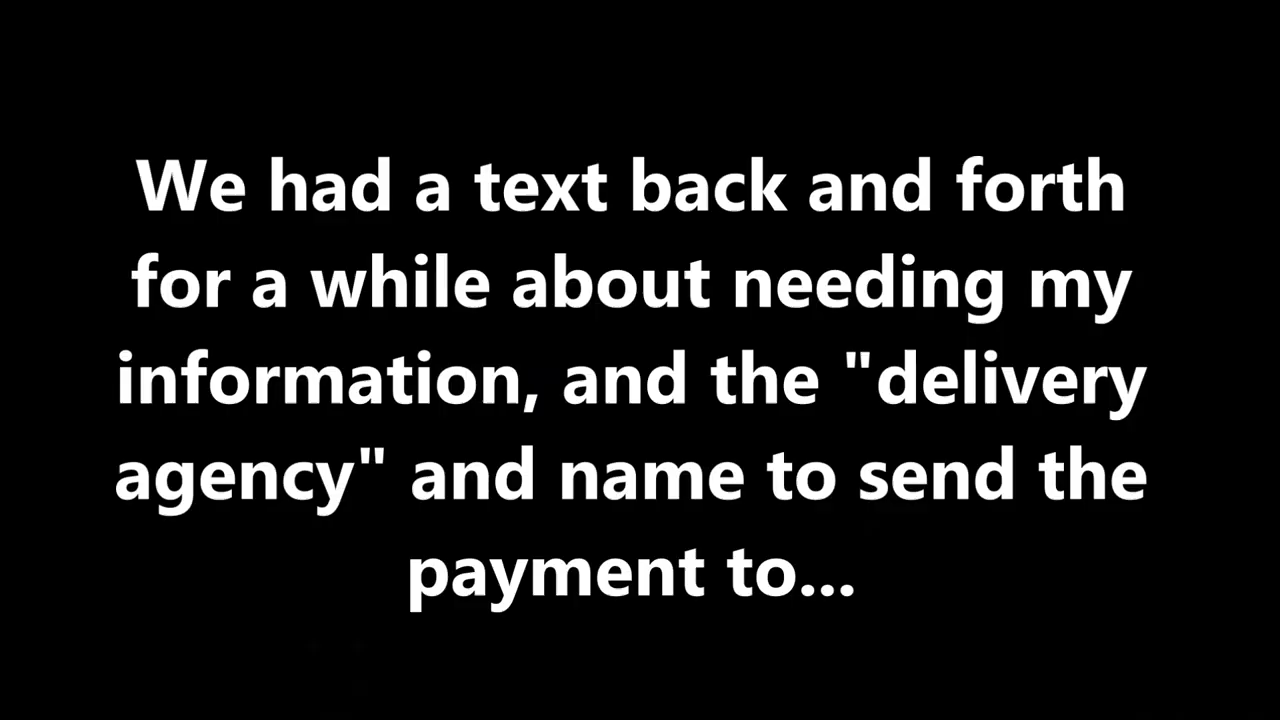 We had a text back and forth
for a while about needing my
information, and the "delivery
agency" and name to send the
payment to...